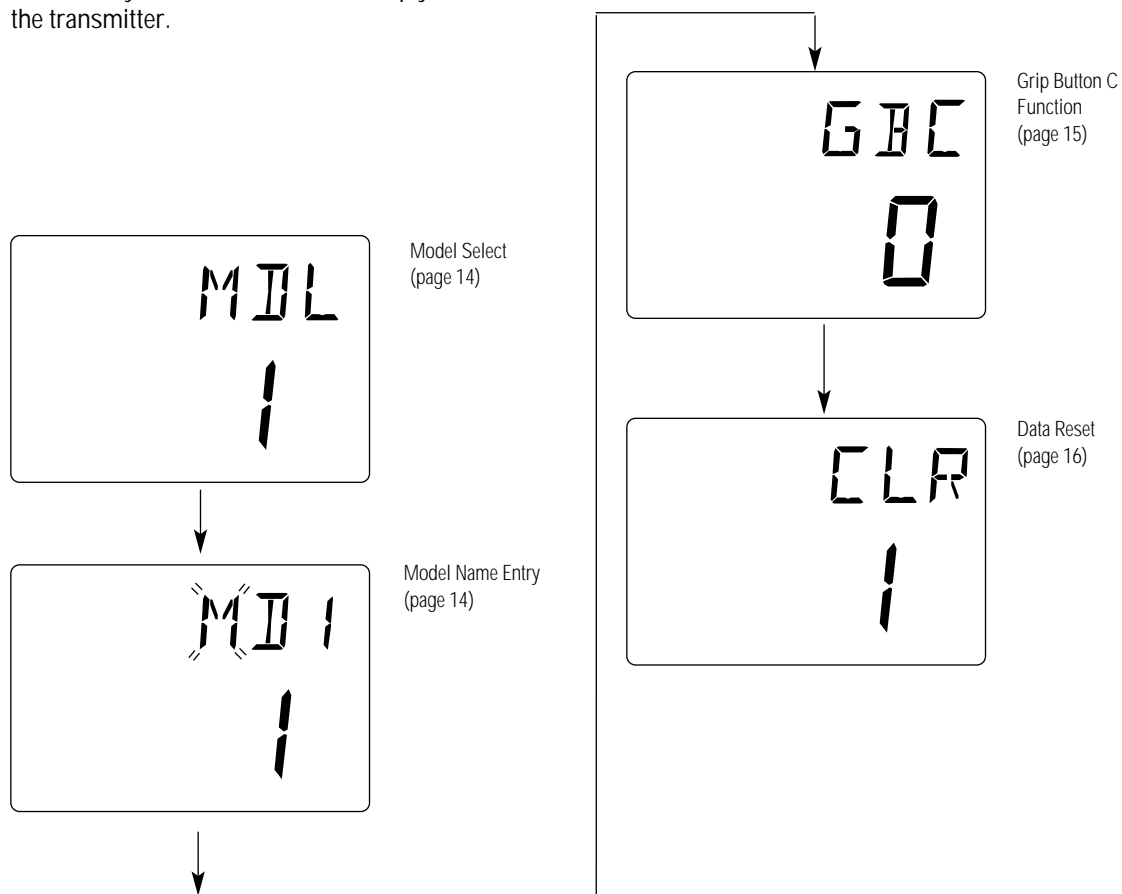 the transmitter.
MDL
1
Model Select
(page 14)
MD1
1
Model Name Entry
(page 14)
GBC
0
Grip Button C
Function
(page 15)
CLR
1
Data Reset
(page 16)